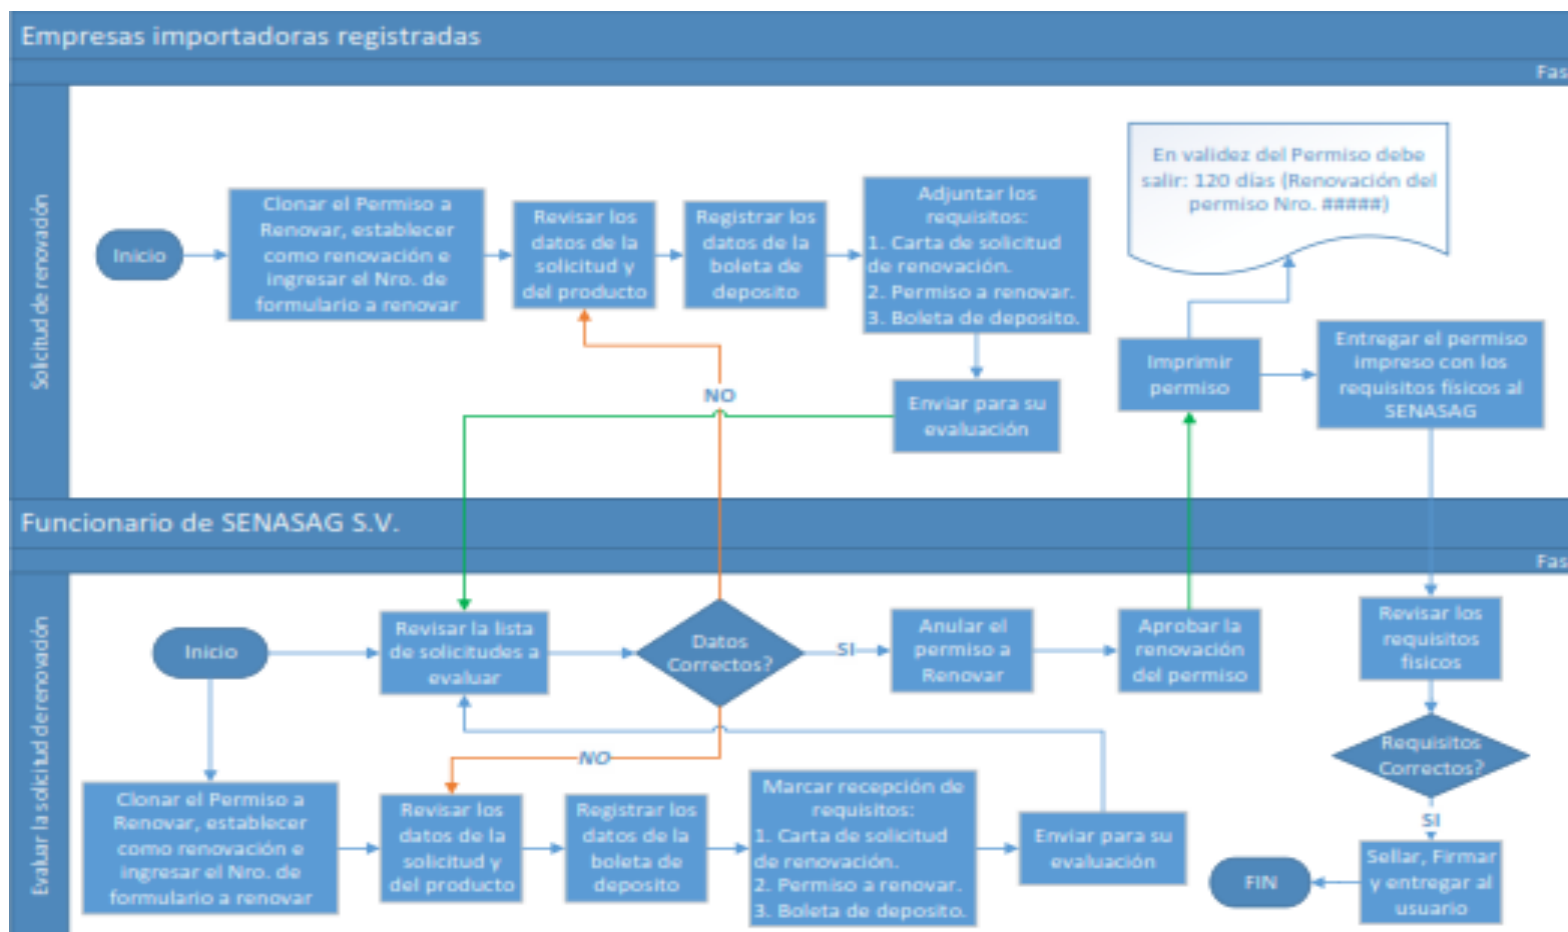 Empresas importadoras registradas
Fas
Solicitud de renovación
Inicio
Clonar el Permiso a
Renovar, establecer
como renovación e
ingresar el Nro. de
formulario a renovar
Revisar los
datos de la
solicitud y
del producto
Registrar los
datos de la
boleta de
deposito
Adjuntar los
requisitos:
1. Carta de solicitud
de renovación.
2. Permiso a renovar.
3. Boleta de deposito.
En validez del Permiso debe
salir: 120 días (Renovación del
permiso Nro. #####)
Imprimir
permiso
Entregar el permiso
impreso con los
requisitos físicos al
SENASAG
NO
Enviar para su
evaluación
Funcionario de SENASAG S.V.
Fas
Evaluar la solicitud de renovación
Inicio
Revisar la lista
de solicitudes a
evaluar
Datos
Correctos?
SI
Anular el
permiso a
Renovar
Aprobar la
renovación
del permiso
Revisar los
requisitos
físicos
Requisitos
Correctos?
SI
NO
Clonar el Permiso a
Renovar, establecer
como renovación e
ingresar el Nro. de
formulario a renovar
Revisar los
datos de la
solicitud y
del producto
Registrar los
datos de la
boleta de
deposito
Marcar recepción de
requisitos:
1. Carta de solicitud
de renovación.
2. Permiso a renovar.
3. Boleta de deposito.
Enviar para su
evaluación
Sellar, Firmar
y entregar al
usuario
FIN